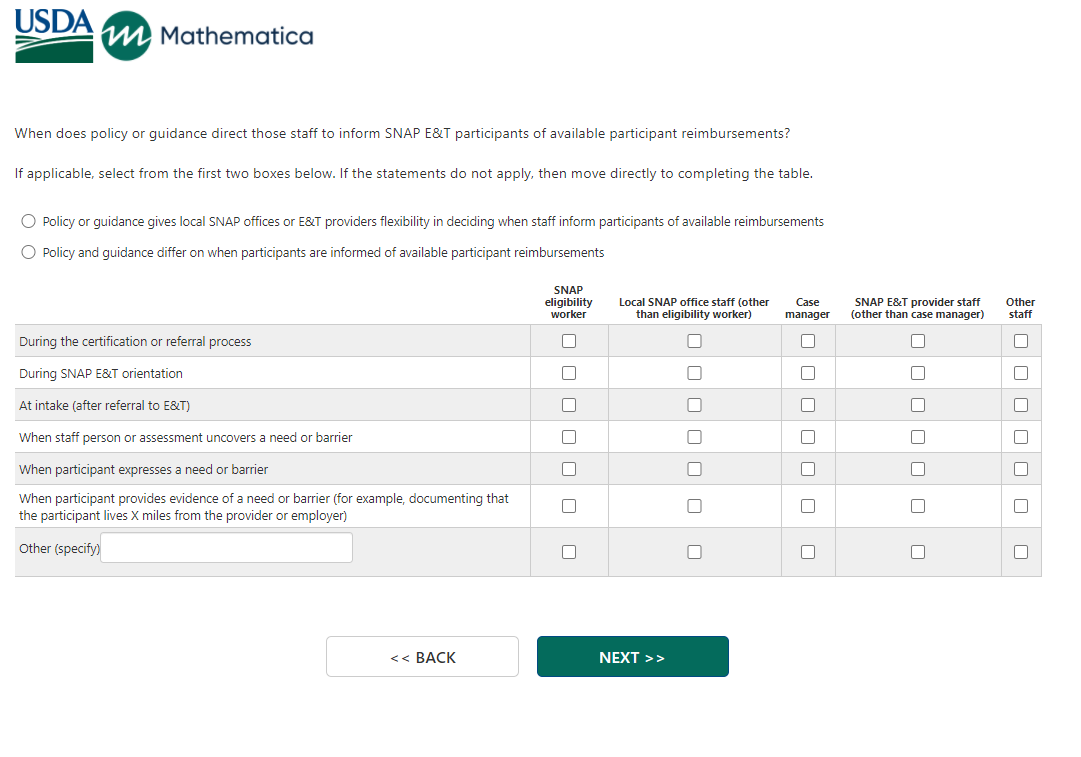 USDA
m Mathematica
When does policy or guidance direct those staff to inform SNAP E&T participants of available participant reimbursements?
If applicable, select from the first two boxes below. If the statements do not apply, then move directly to completing the table.
Policy or guidance gives local SNAP offices or E&T providers flexibility in deciding when staff inform participants of available reimbursements
Policy and guidance differ on when participants are informed of available participant reimbursements
SNAP
eligibility
worker
Local SNAP office staff (other
than eligibility worker)
Case
manager
SNAP E&T provider staff
(other than case manager)
Other
staff
During the certification or referral process
During SNAP E&T orientation
At intake (after referral to E&T)
When staff person or assessment uncovers a need or barrier
When participant expresses a need or barrier
When participant provides evidence of a need or barrier (for example, documenting that
the participant lives X miles from the provider or employer)
Other (specify)
<< BACK
NEXT >>